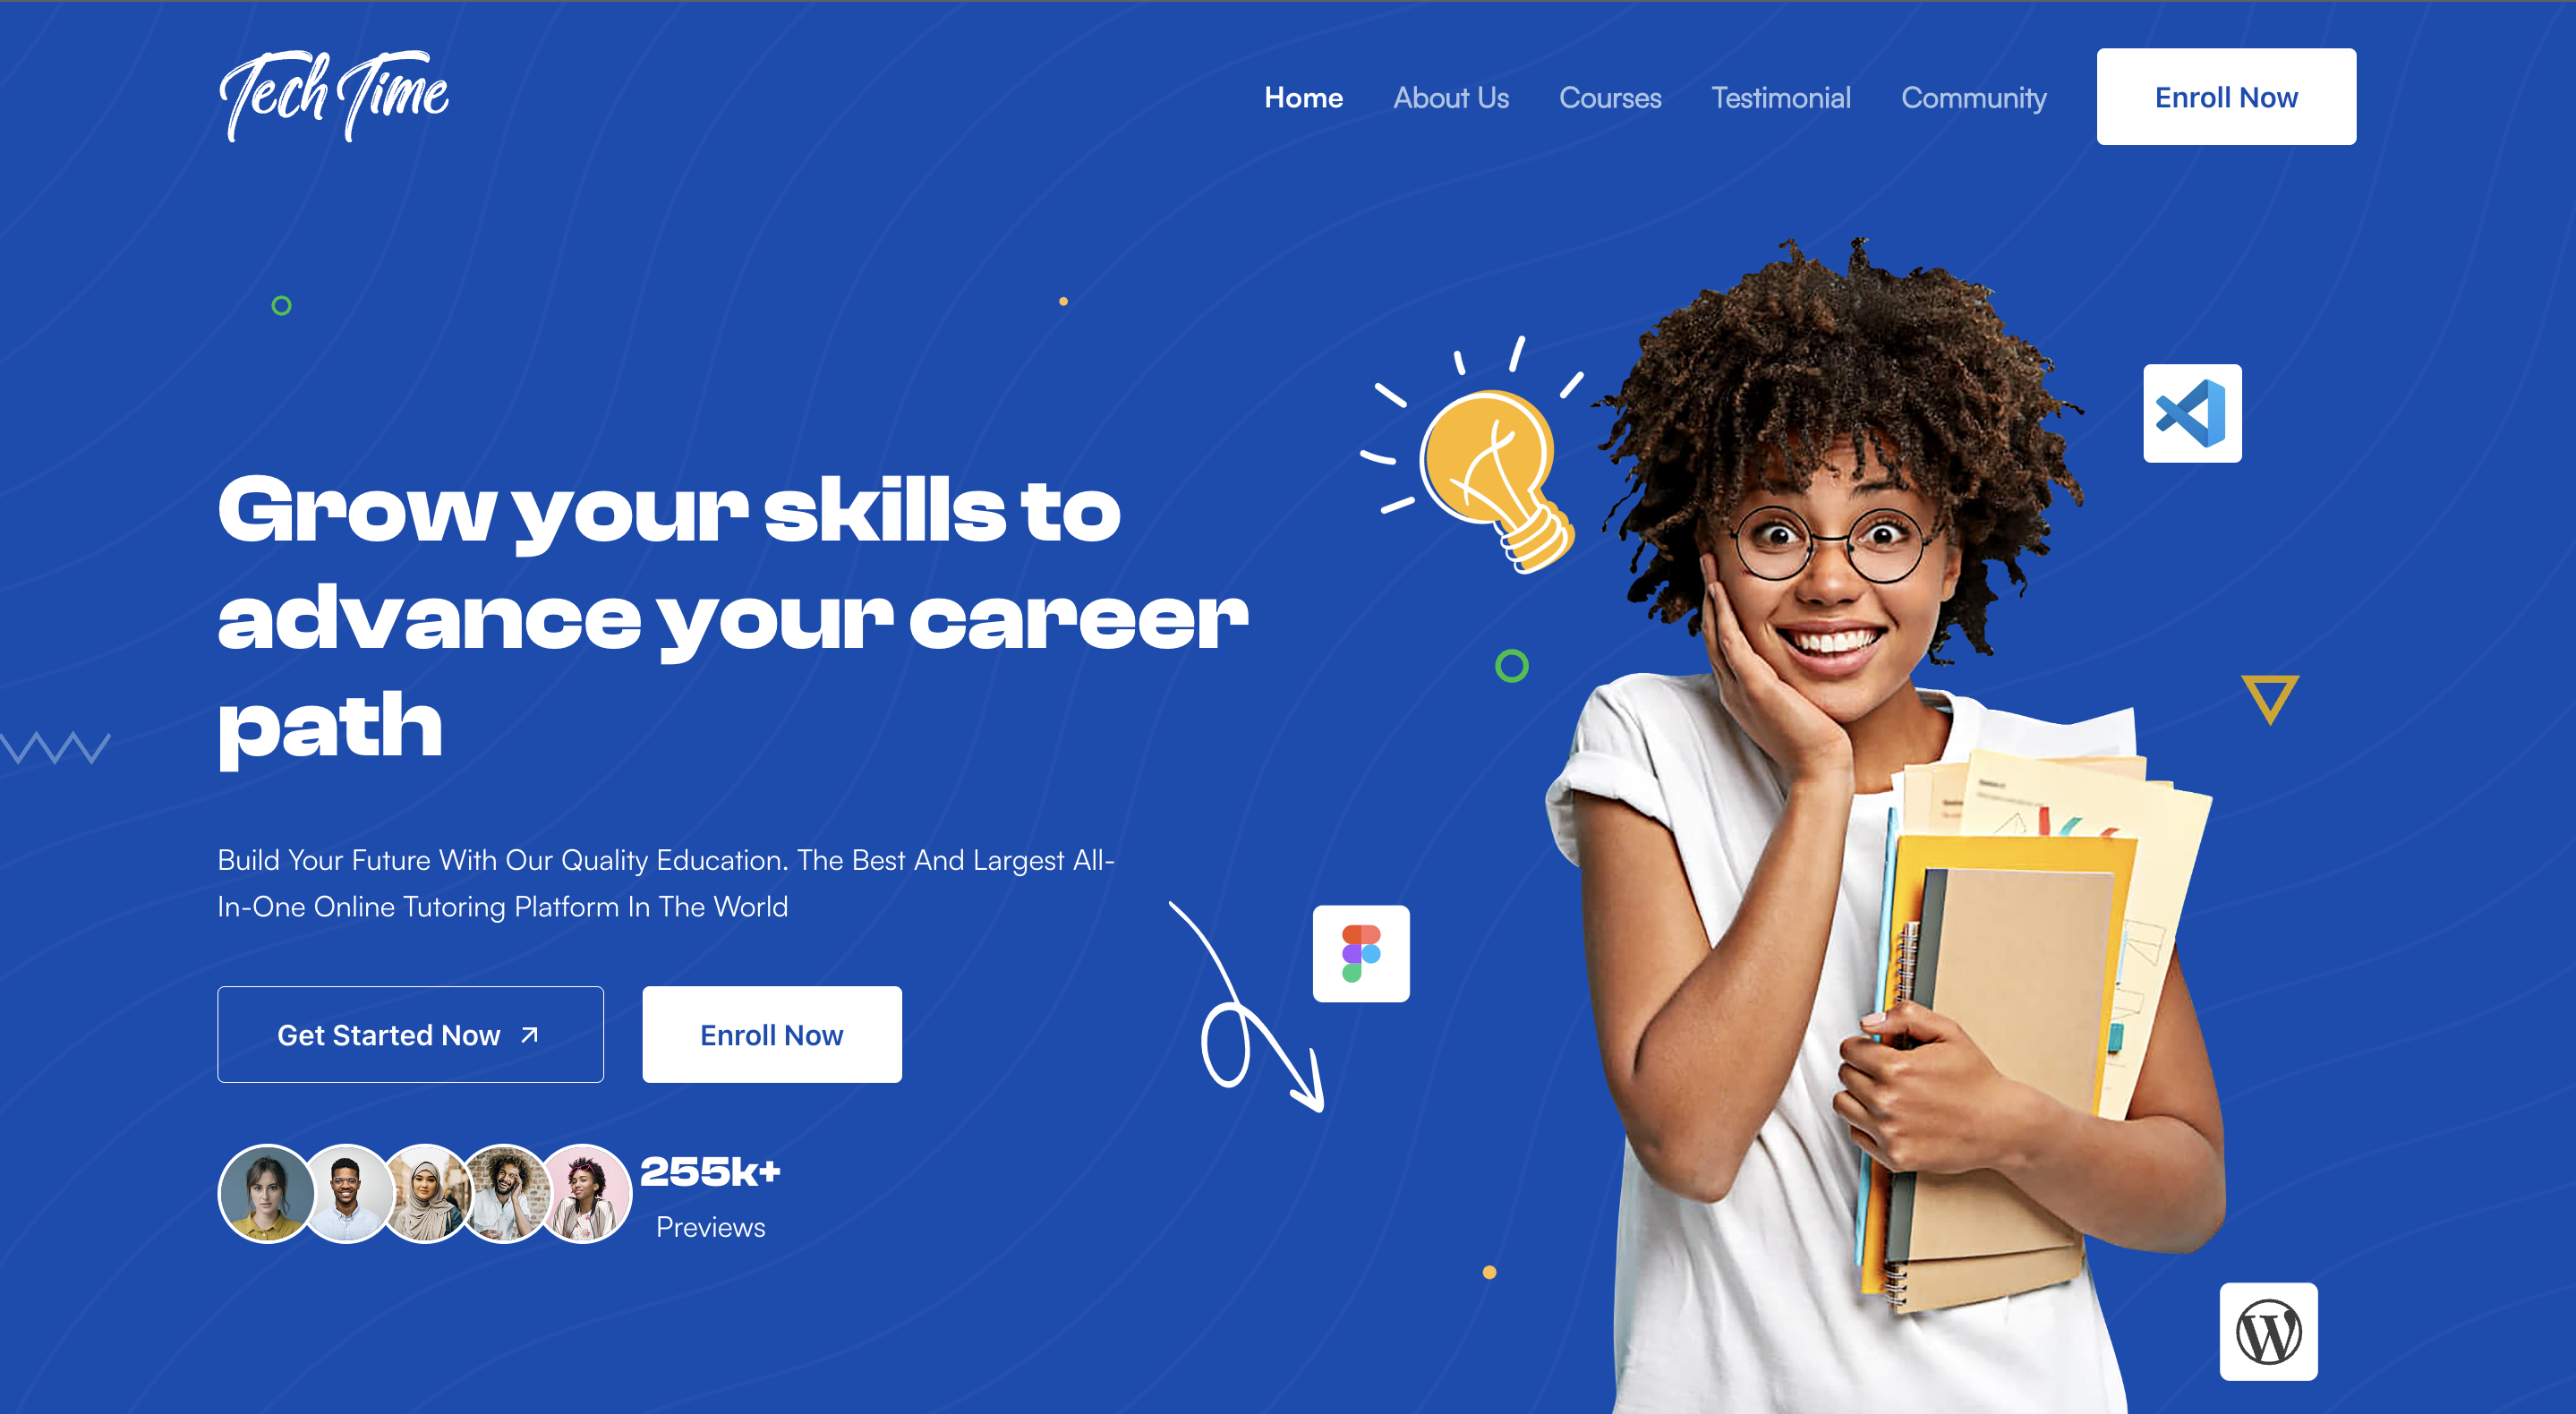 Tech Time
Home
About Us
Courses
Testimonial
Community
Enroll Now
Grow your skills to
advance your career
path
Build Your Future With Our Quality Education. The Best And Largest All-
In-One Online Tutoring Platform In The World
Get Started Now
Enroll Now
255k+
Previews